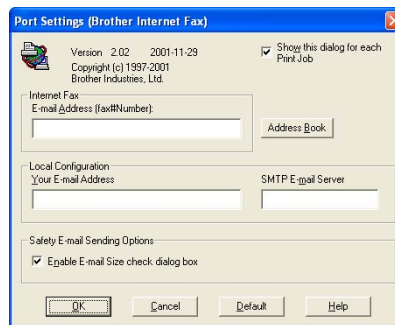 Port Settings (Brother Internet Fax)
Version 2.02 2001-11-29
Copyright (c) 1997-2001
Brother Industries, Ltd.
Show this dialog for each
Print Job
Internet Fax
E-mail Address (fax#Number):
Address Book
Local Configuration
Your E-mail Address
SMTP E-mail Server
Safety E-mail Sending Options
Enable E-mail Size check dialog box
OK
Cancel
Default
Help